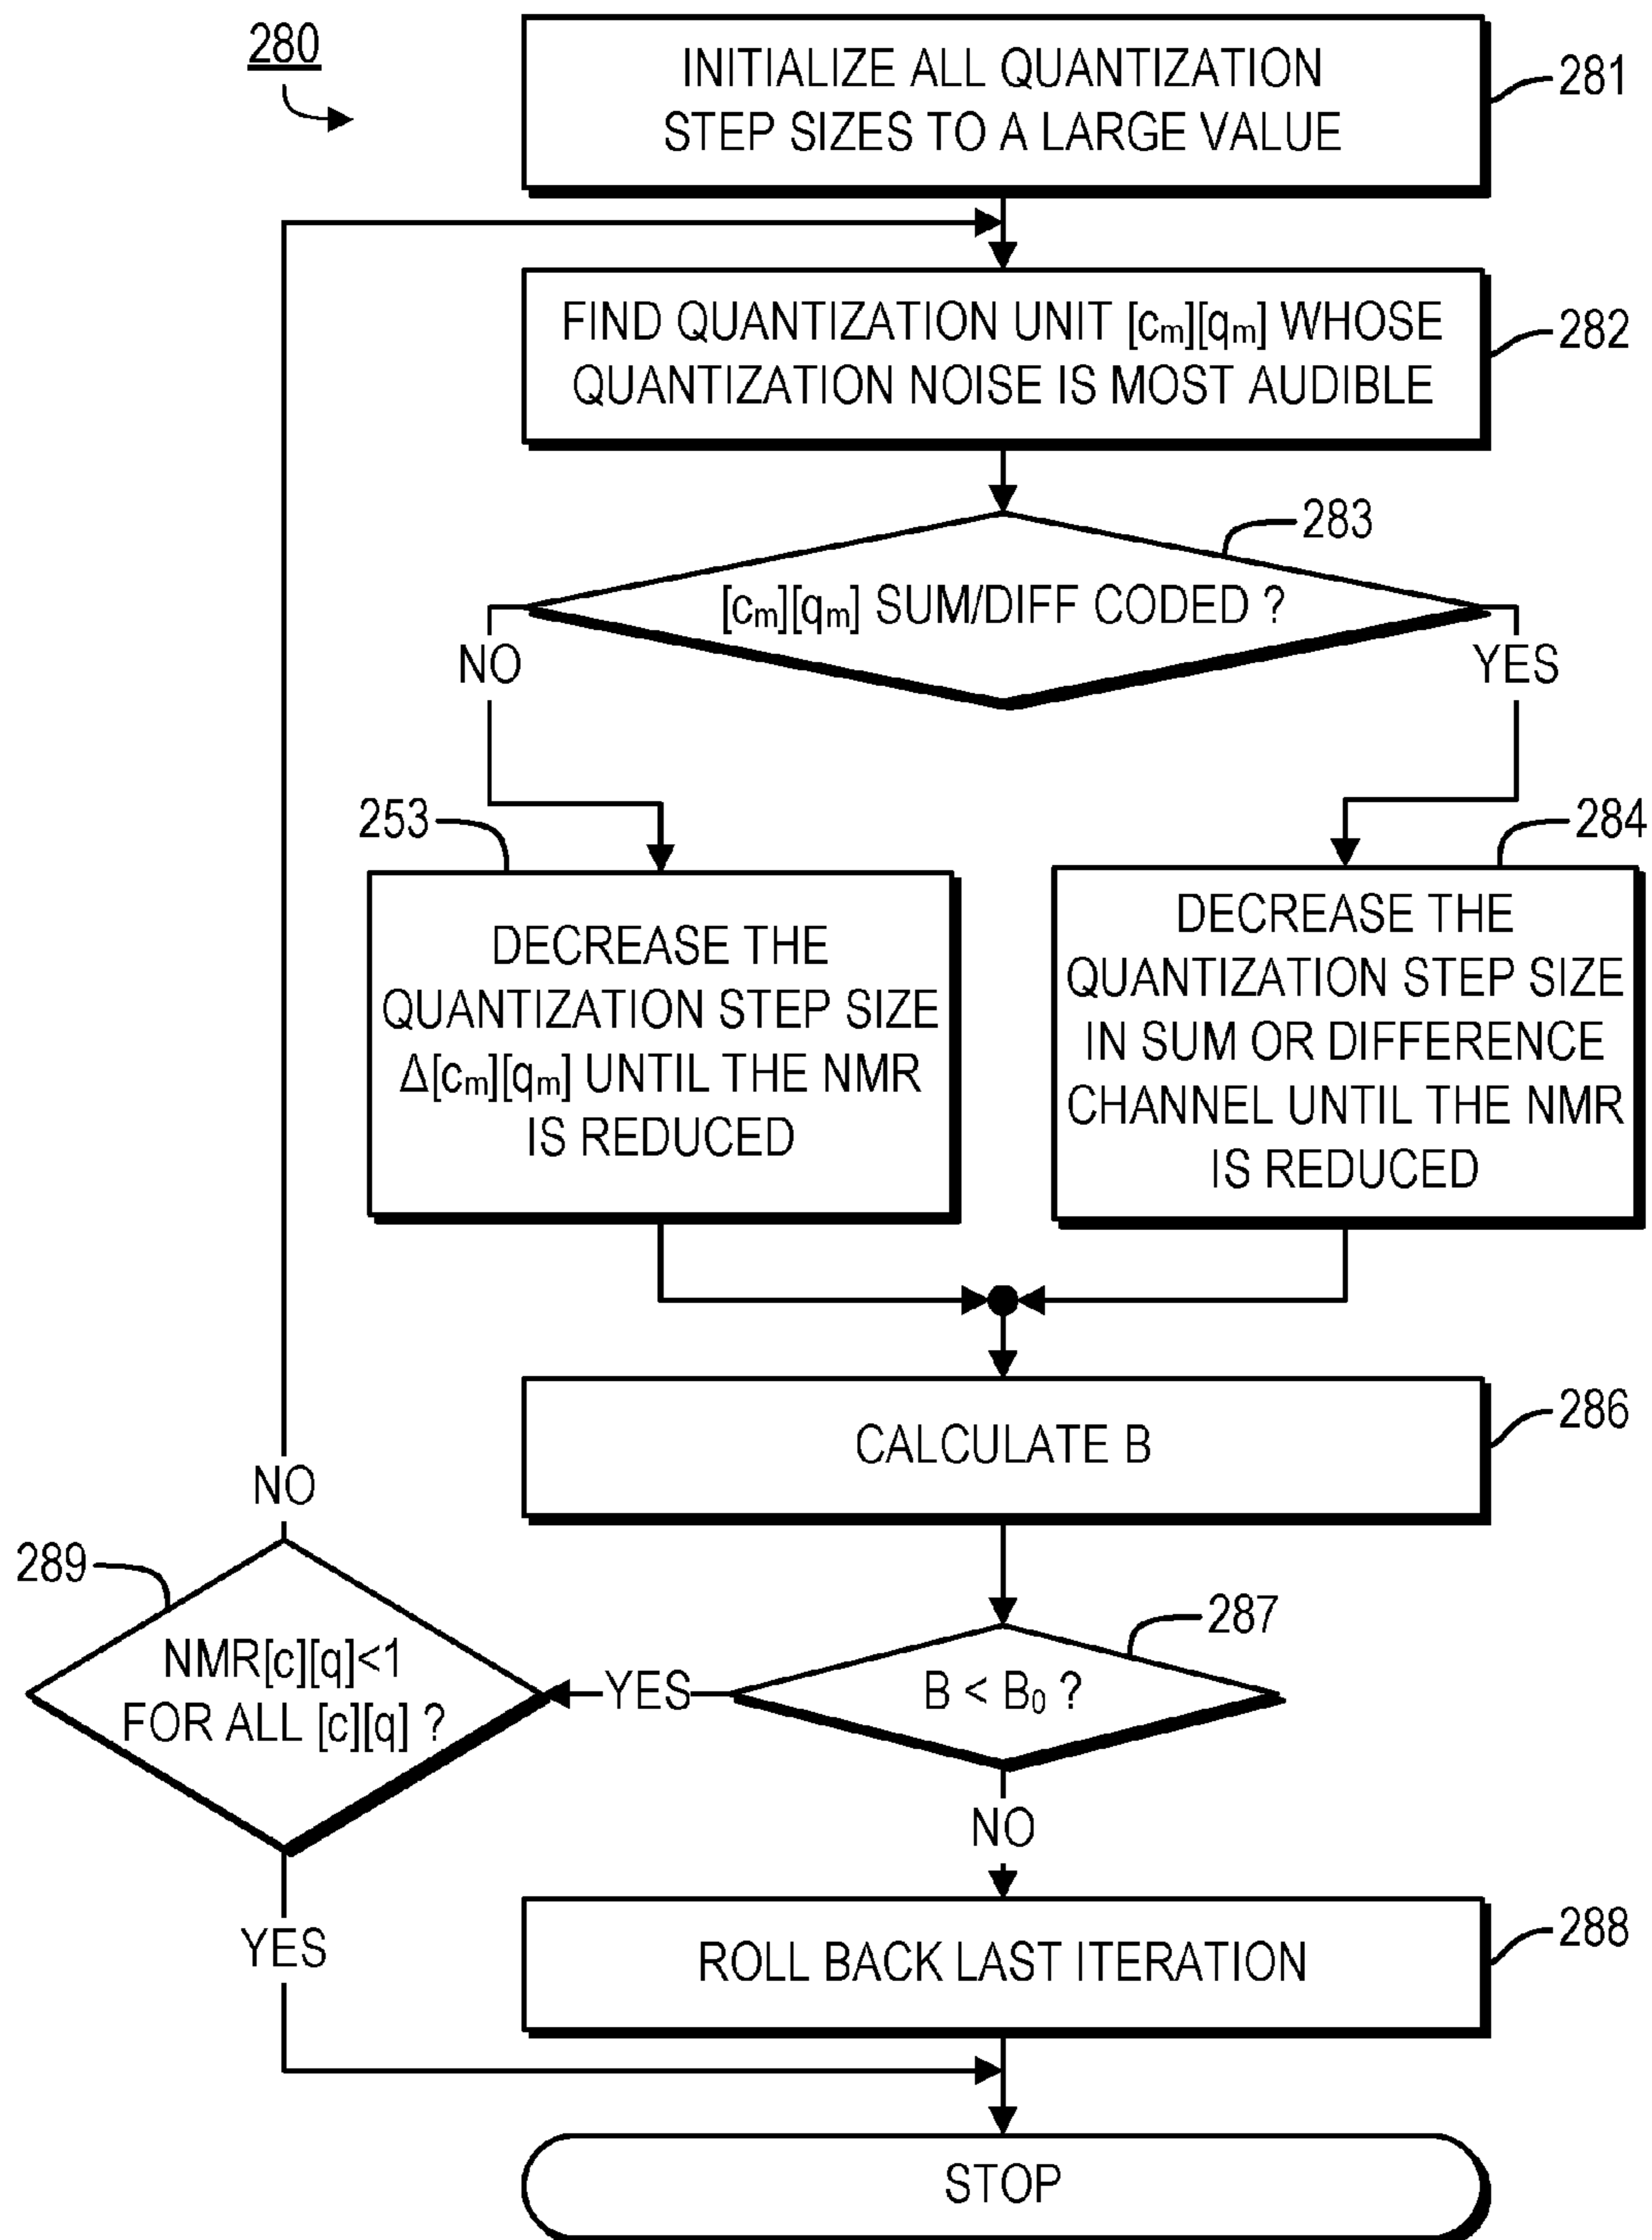 280
INITIALIZE ALL QUANTIZATION
STEP SIZES TO A LARGE VALUE
281
FIND QUANTIZATION UNIT [cm][qm] WHOSE
QUANTIZATION NOISE IS MOST AUDIBLE
282
283
[cm][qm] SUM/DIFF CODED ?
NO
YES
253
DECREASE THE
QUANTIZATION STEP SIZE
Δ[cm][qm] UNTIL THE NMR
IS REDUCED
284
DECREASE THE
QUANTIZATION STEP SIZE
IN SUM OR DIFFERENCE
CHANNEL UNTIL THE NMR
IS REDUCED
CALCULATE B
286
287
B < B0 ?
YES
NO
289
NMR[c][q]<1
FOR ALL [c][q] ?
NO
YES
ROLL BACK LAST ITERATION
288
STOP